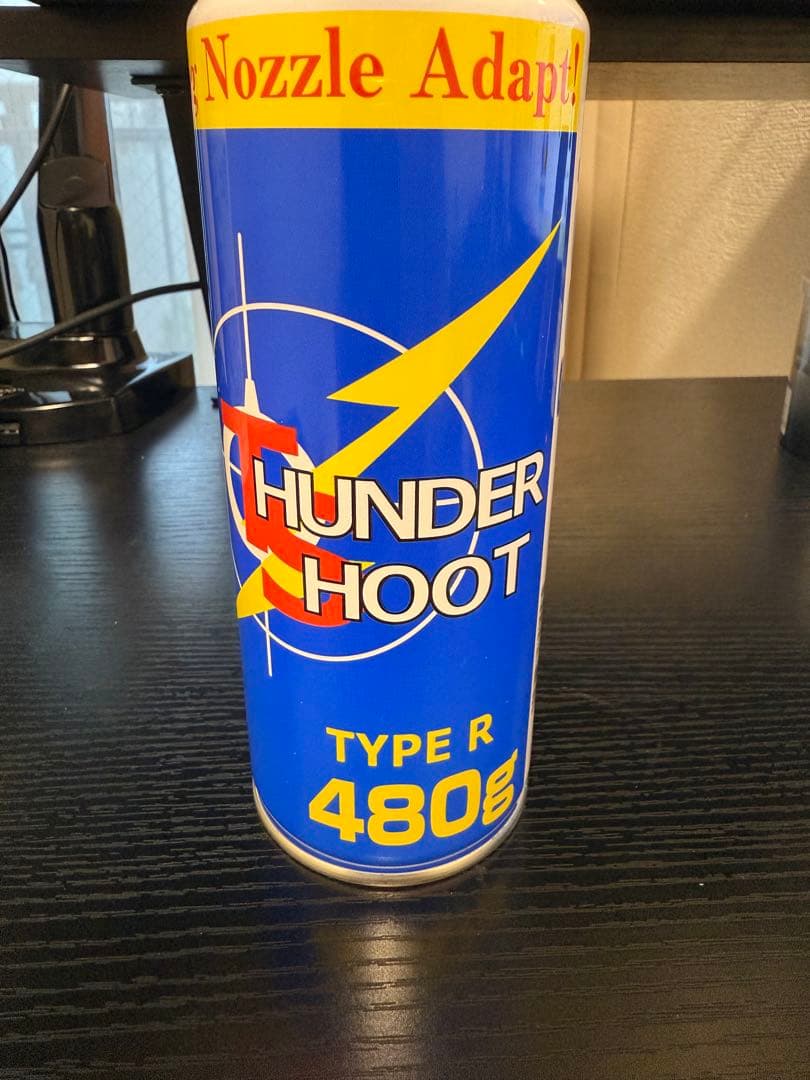 Nozzle Adapt!
THUNDER
SHOOT
TYPE R
480g